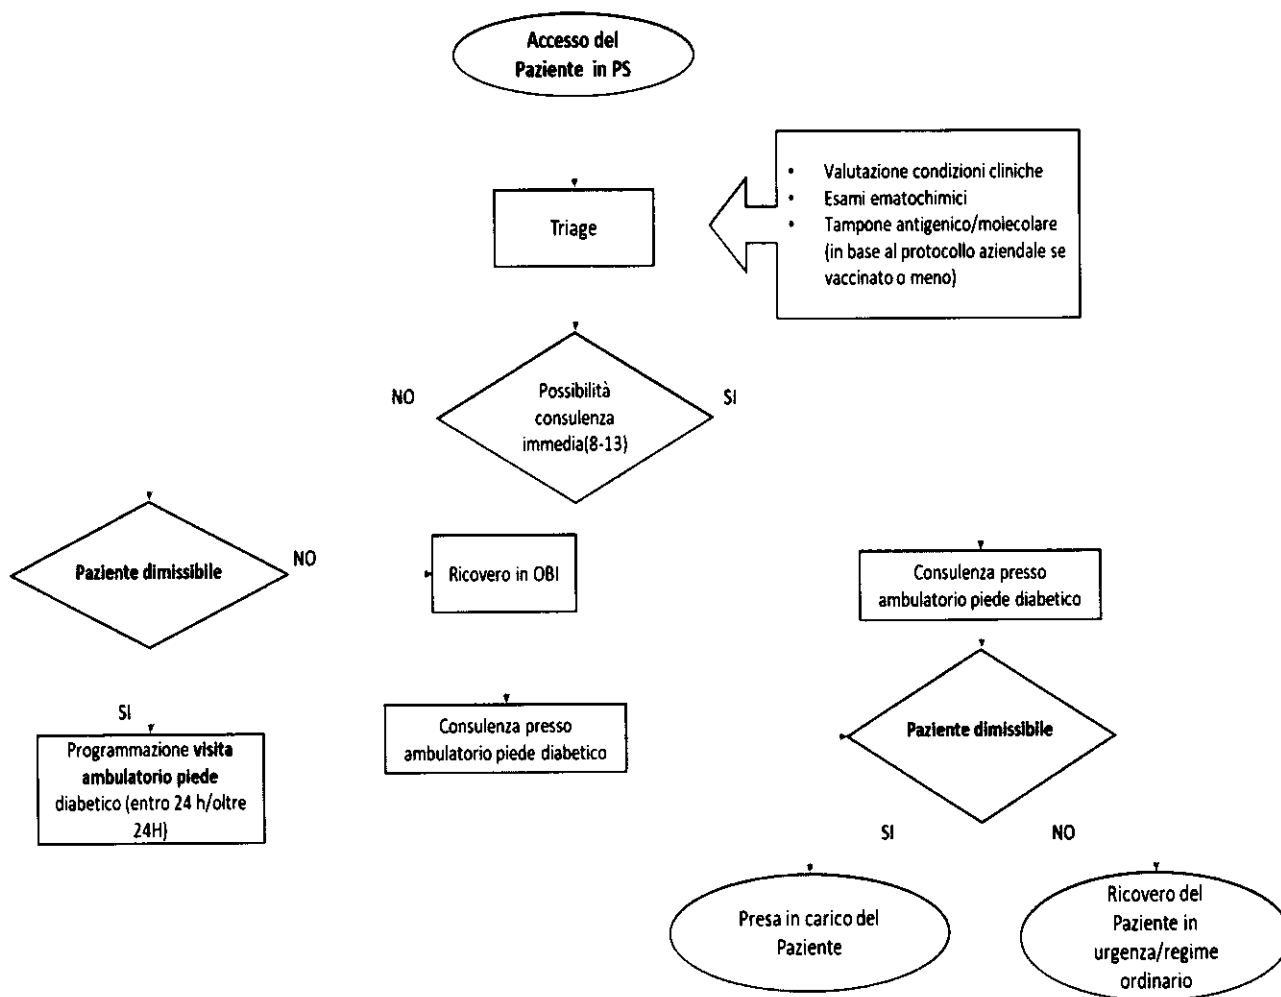 Accesso del
Paziente in PS
Triage
• Valutazione condizioni cliniche
• Esami ematochimici
• Tampone antigenico/molecolare
(in base al protocollo aziendale se
vaccinato o meno)
NO
Possibilità
consulenza
immedia(8-13)
SI
Paziente dimissibile
NO
Ricovero in OBI
Consulenza presso
ambulatorio piede diabetico
SI
Programmazione visita
ambulatorio piede
diabetico (entro 24 h/oltre
24H)
Consulenza presso
ambulatorio piede diabetico
Paziente dimissibile
SI
NO
Presa in carico del
Paziente
Ricovero del
Paziente in
urgenza/regime
ordinario